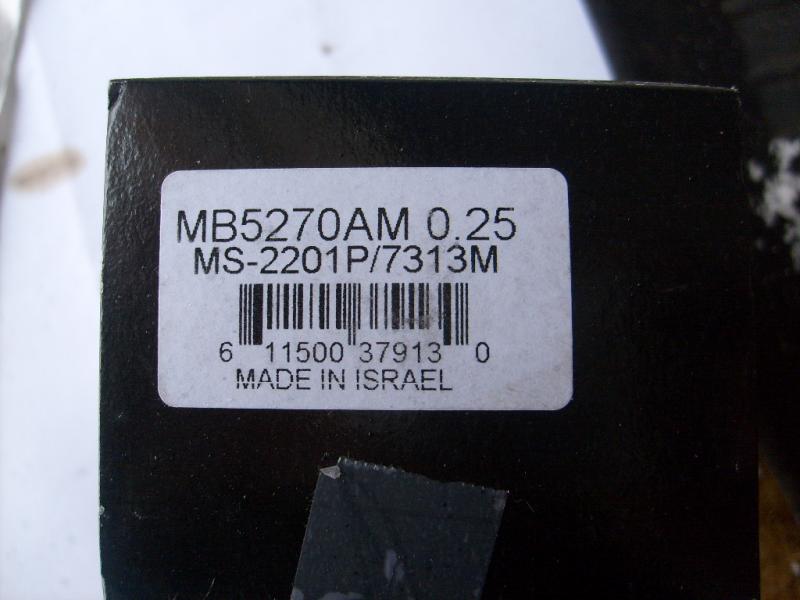 MB5270AM 0.25
MS-2201P/7313M
6 11500 37913 0
MADE IN ISRAEL